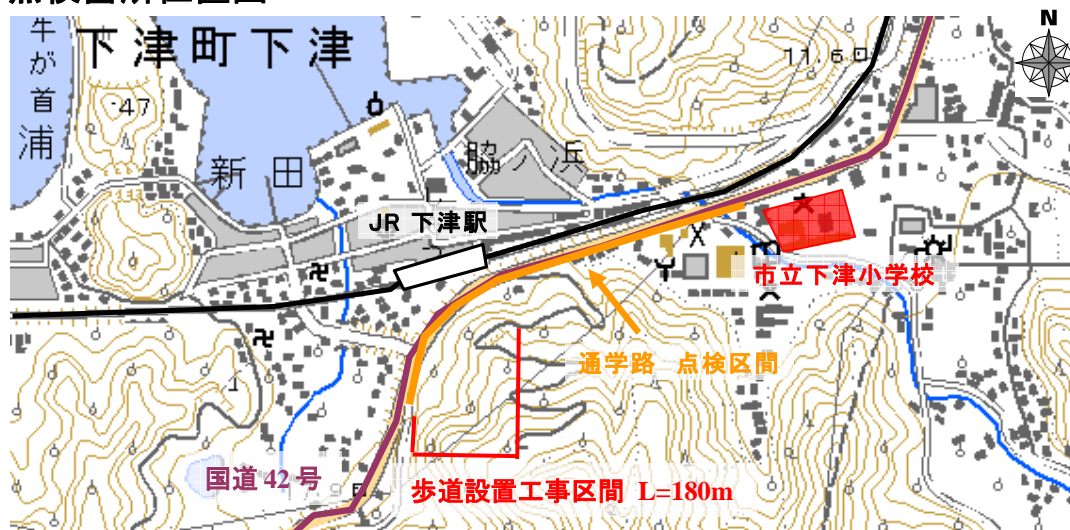 N
牛が首浦
下津町下津
11.6
47
新田
脇ノ浜
JR 下津駅
市立下津小学校
通学路 点検区間
国道 42 号
歩道設置工事区間 L=180m